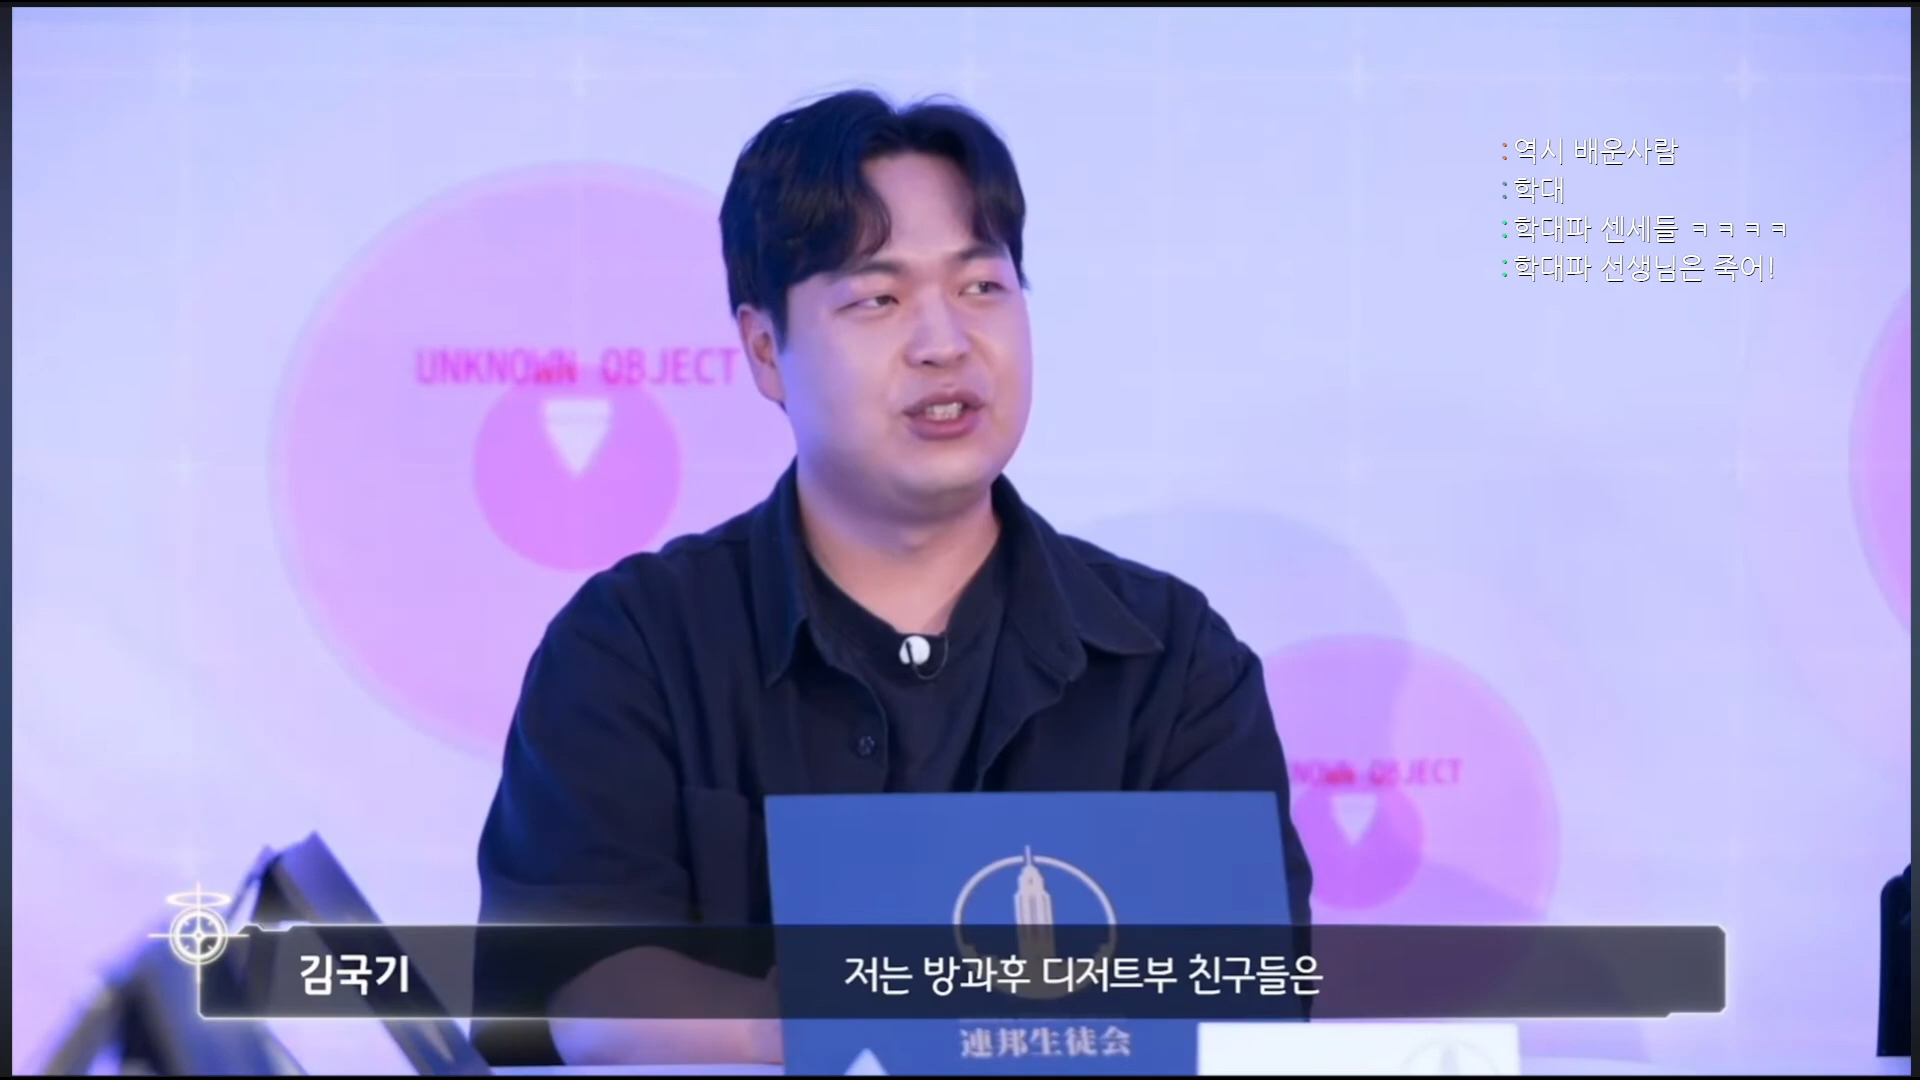 : 역시 배운사람
: 학대
: 학대파 센세들 ㅋㅋㅋㅋ
: 학대파 선생님은 죽어!
UNKNOWN OBJECT
NOWN OBJECT
김국기
저는 방과후 디저트부 친구들은
連邦生徒会